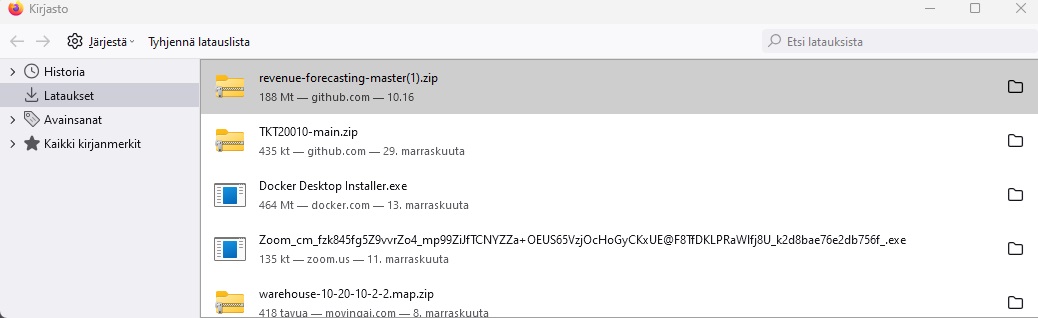 Kirjasto
Järjestä
Tyhjennä latauslista
Etsi latauksista
Historia
Lataukset
Avainsanat
Kaikki kirjanmerkit
revenue-forecasting-master(1).zip
188 Mt — github.com — 10.16
TKT20010-main.zip
435 kt — github.com — 29. marraskuuta
Docker Desktop Installer.exe
464 Mt — docker.com — 13. marraskuuta
Zoom_cm_fzk845fg5Z9vvrZo4_mp99ZiJfTCNYZZa+OEUS65VzjOcHoGyCKxUE@F8TfDKLPRaWIfj8U_k2d8bae76e2db756f_.exe
135 kt — zoom.us — 11. marraskuuta
warehouse-10-20-10-2-2.map.zip
418 tavua — movingai.com — 8. marraskuuta